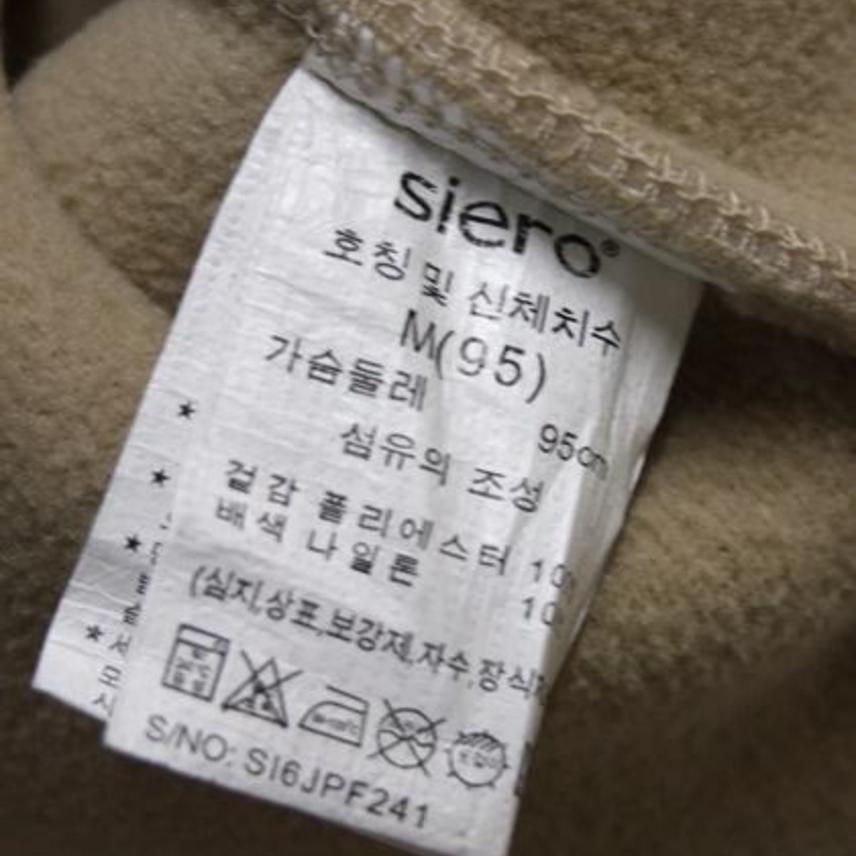 siero®
호칭 및 신체치수
M(95)
가슴둘레
95cm
섬유의 조성
겉감 폴리에스터 10
배색 나일론 10
(심지,상표,보강제,자수,장식
S/NO: SI6JPF241